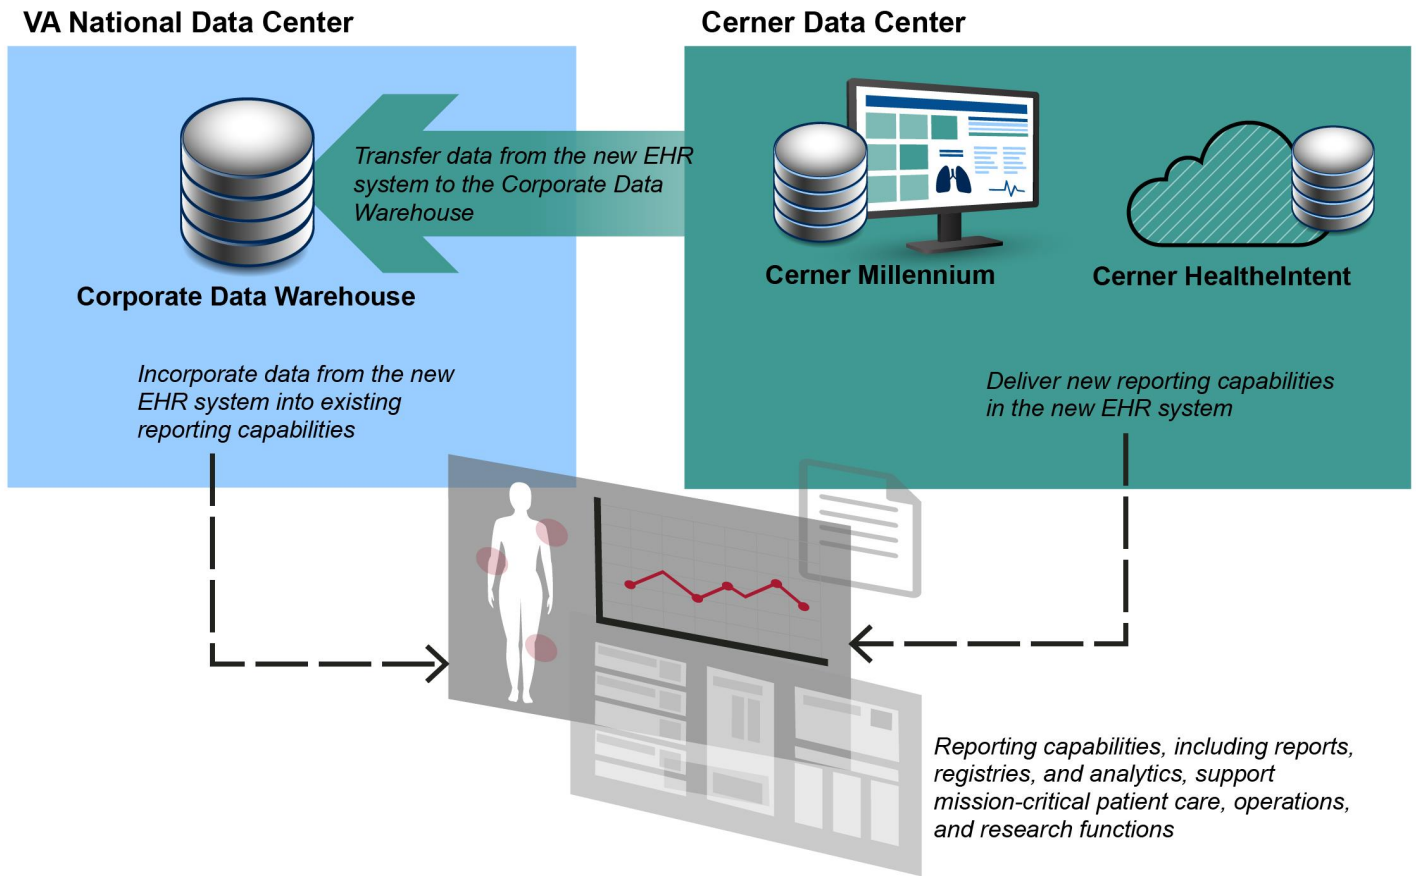 VA National Data Center
Cerner Data Center
Transfer data from the new EHR
system to the Corporate Data
Warehouse
Corporate Data Warehouse
Cerner Millennium
Cerner HealtheIntent
Incorporate data from the new
EHR system into existing
reporting capabilities
Deliver new reporting capabilities
in the new EHR system
Reporting capabilities, including reports,
registries, and analytics, support
mission-critical patient care, operations,
and research functions